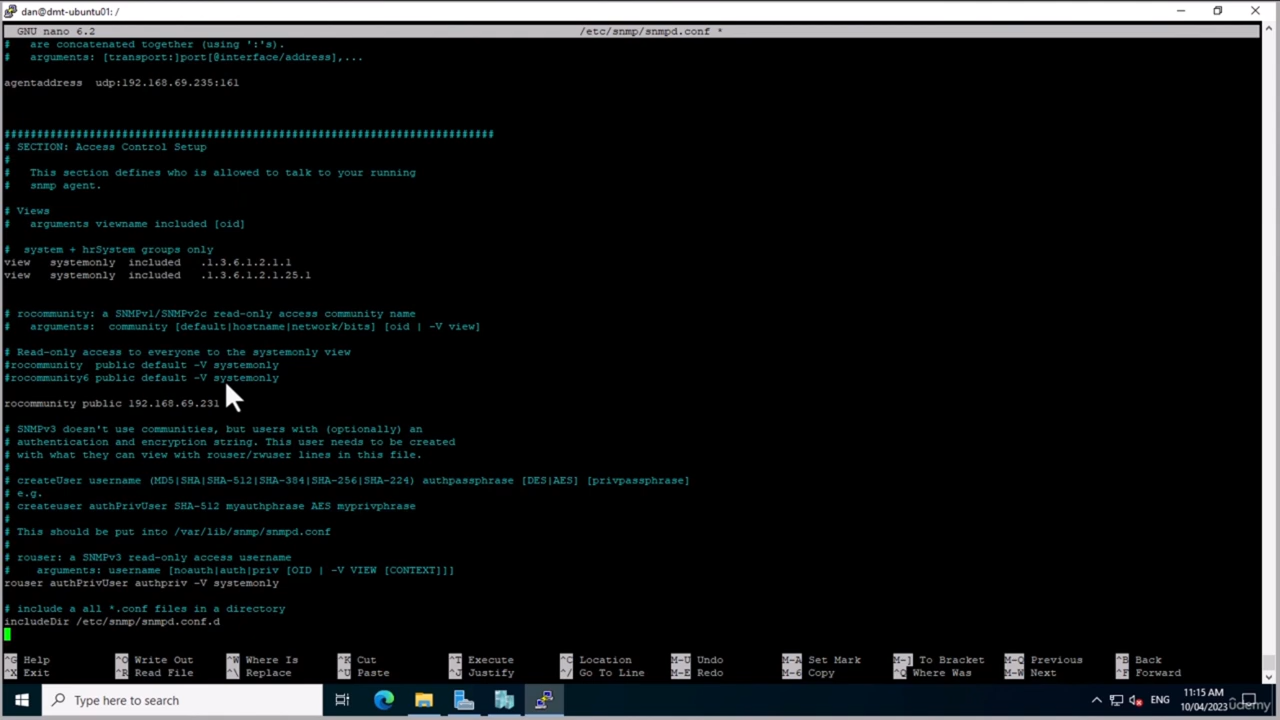 dan@dmt-ubuntu01: /
GNU nano 6.2 /etc/snmp/snmpd.conf *
#   are concatenated together (using ':'s).
#   arguments: [transport:]port[@interface/address],...
agentaddress  udp:192.168.69.235:161
###########################################################################
# SECTION: Access Control Setup
#
#   This section defines who is allowed to talk to your running
#   snmp agent.
# Views
#   arguments viewname included [oid]
#  system + hrSystem groups only
view   systemonly  included   .1.3.6.1.2.1.1
view   systemonly  included   .1.3.6.1.2.1.25.1
# rocommunity: a SNMPv1/SNMPv2c read-only access community name
#   arguments:  community [default|hostname|network/bits] [oid | -V view]
# Read-only access to everyone to the systemonly view
#rocommunity  public default -V systemonly
#rocommunity6 public default -V systemonly
rocommunity public 192.168.69.231
# SNMPv3 doesn't use communities, but users with (optionally) an
# authentication and encryption string. This user needs to be created
# with what they can view with rouser/rwuser lines in this file.
#
# createUser username (MD5|SHA|SHA-512|SHA-384|SHA-256|SHA-224) authpassphrase [DES|AES] [privpassphrase]
# e.g.
# createuser authPrivUser SHA-512 myauthphrase AES myprivphrase
#
# This should be put into /var/lib/snmp/snmpd.conf
#
# rouser: a SNMPv3 read-only access username
#    arguments: username [noauth|auth|priv [OID | -V VIEW [CONTEXT]]]
rouser authPrivUser authpriv -V systemonly
# include a all *.conf files in a directory
includeDir /etc/snmp/snmpd.conf.d
^G Help ^O Write Out ^W Where Is ^K Cut ^T Execute ^C Location M-U Undo M-A Set Mark M-] To Bracket M-Q Previous ^B Back
^X Exit ^R Read File ^\ Replace ^U Paste ^J Justify ^/ Go To Line M-E Redo M-6 Copy ^Q Where Was M-W Next ^F Forward
Type here to search
ENG
11:15 AM
10/04/2023
ûdemy